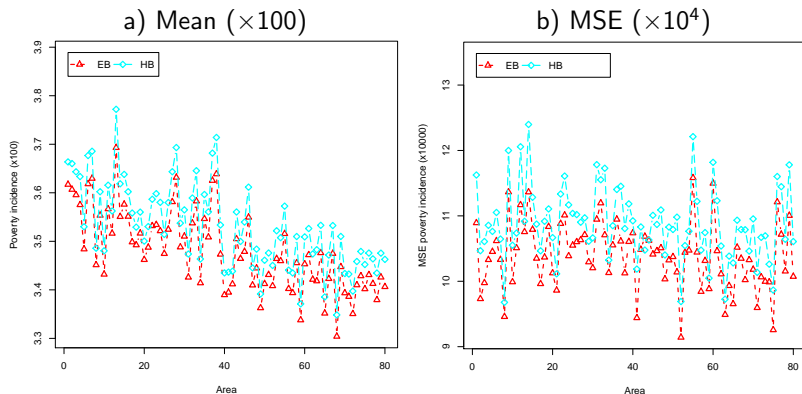 a) Mean (×100)
b) MSE (×10⁴)
EB HB
Poverty incidence (x100)
3.9
3.8
3.7
3.6
3.5
3.4
3.3
0 20 40 60 80
Area
EB HB
MSE poverty incidence (x10000)
13
12
11
10
9
0 20 40 60 80
Area